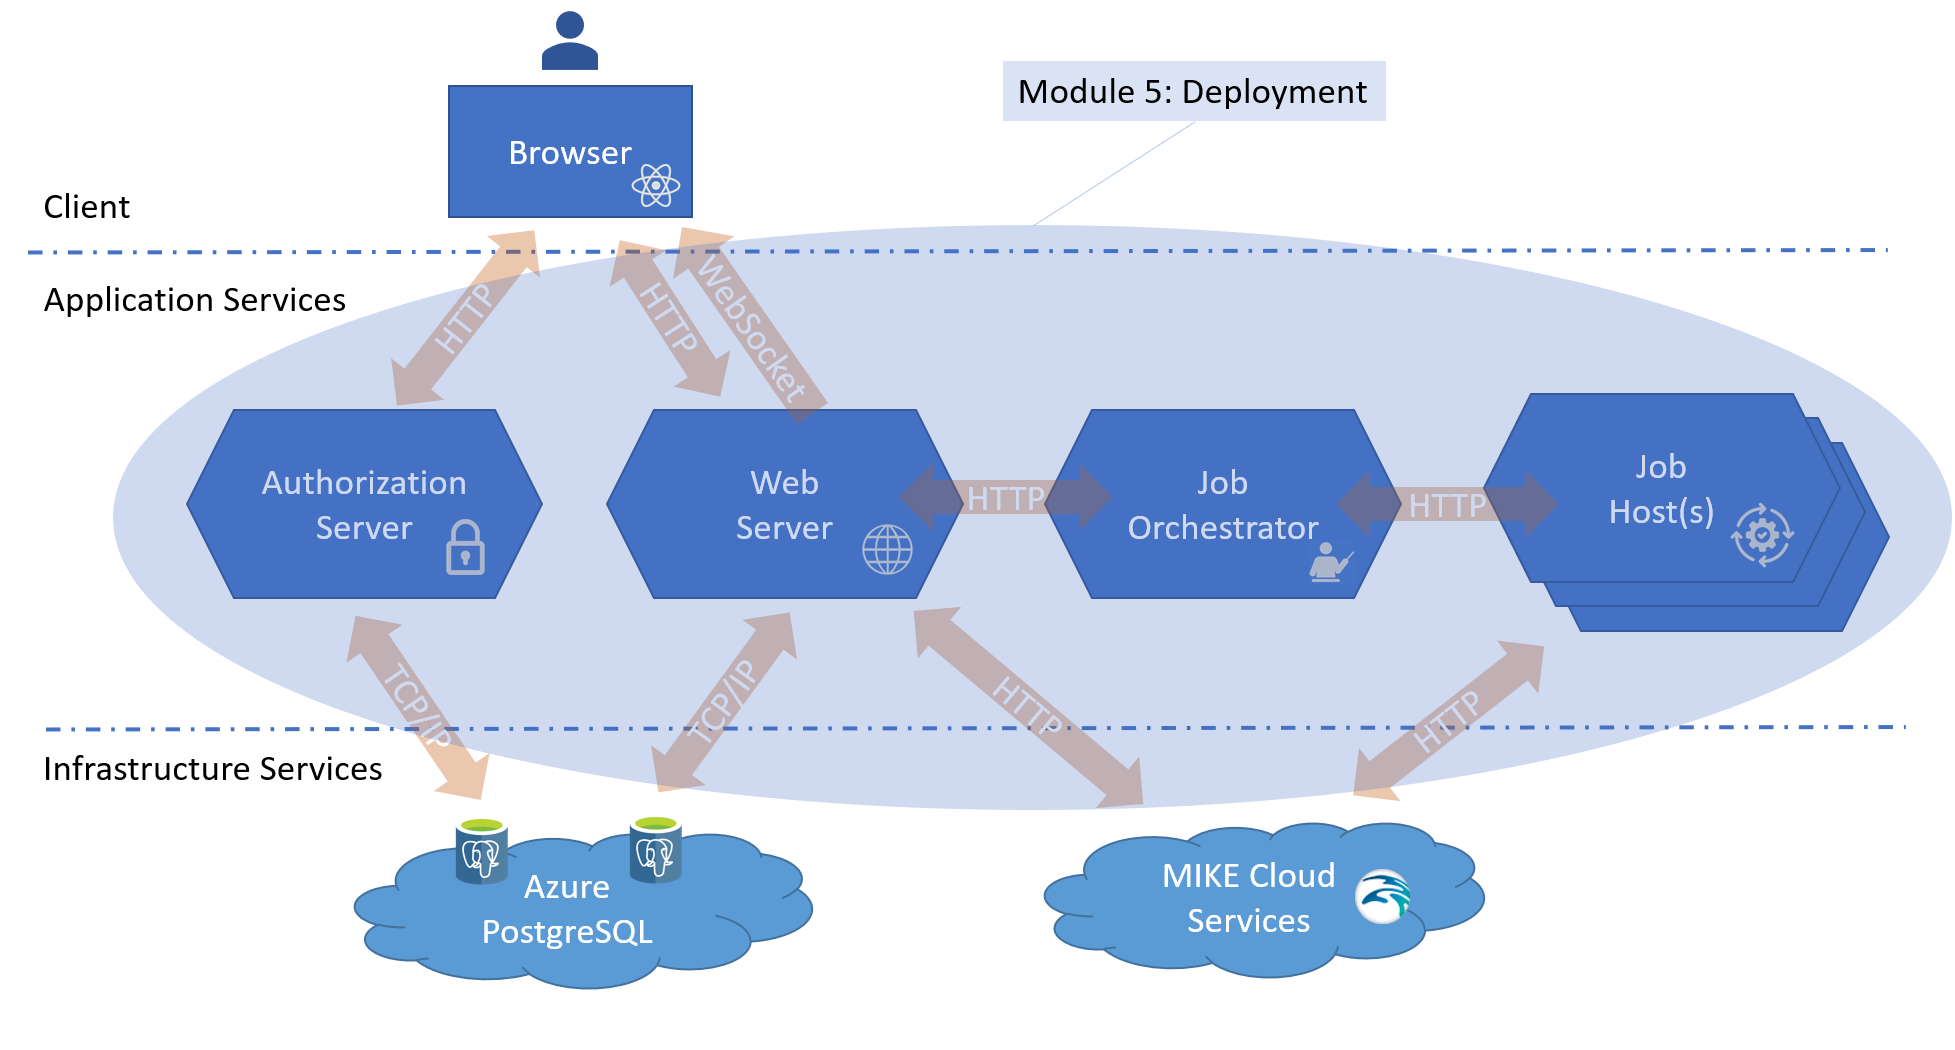 Module 5: Deployment
Browser
Client
Application Services
HTTP
HTTP
WebSocket
Authorization
Server
Web
Server
HTTP
Job
Orchestrator
HTTP
Job
Host(s)
TCP/IP
TCP/IP
HTTP
HTTP
Infrastructure Services
Azure
PostgreSQL
MIKE Cloud
Services